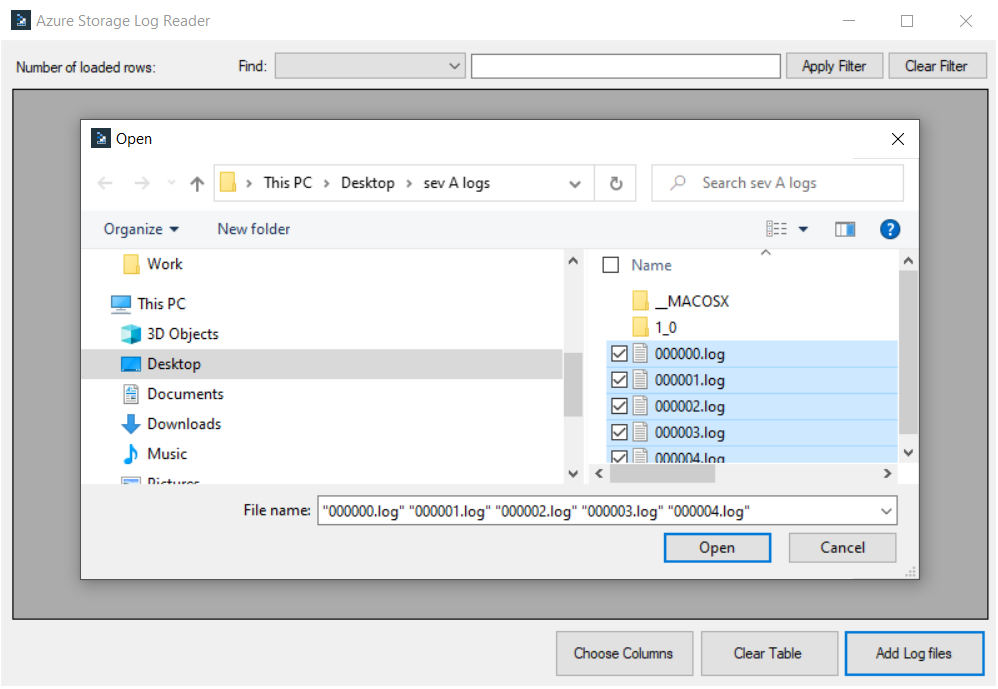 Azure Storage Log Reader
Number of loaded rows: Find: Apply Filter Clear Filter
Open
This PC > Desktop > sev A logs Search sev A logs
Organize New folder ?
Work
This PC
3D Objects
Desktop
Documents
Downloads
Music
Pictures
Name
__MACOSX
1_0
000000.log
000001.log
000002.log
000003.log
000004.log
File name: "000000.log" "000001.log" "000002.log" "000003.log" "000004.log"
Open Cancel
Choose Columns Clear Table Add Log files